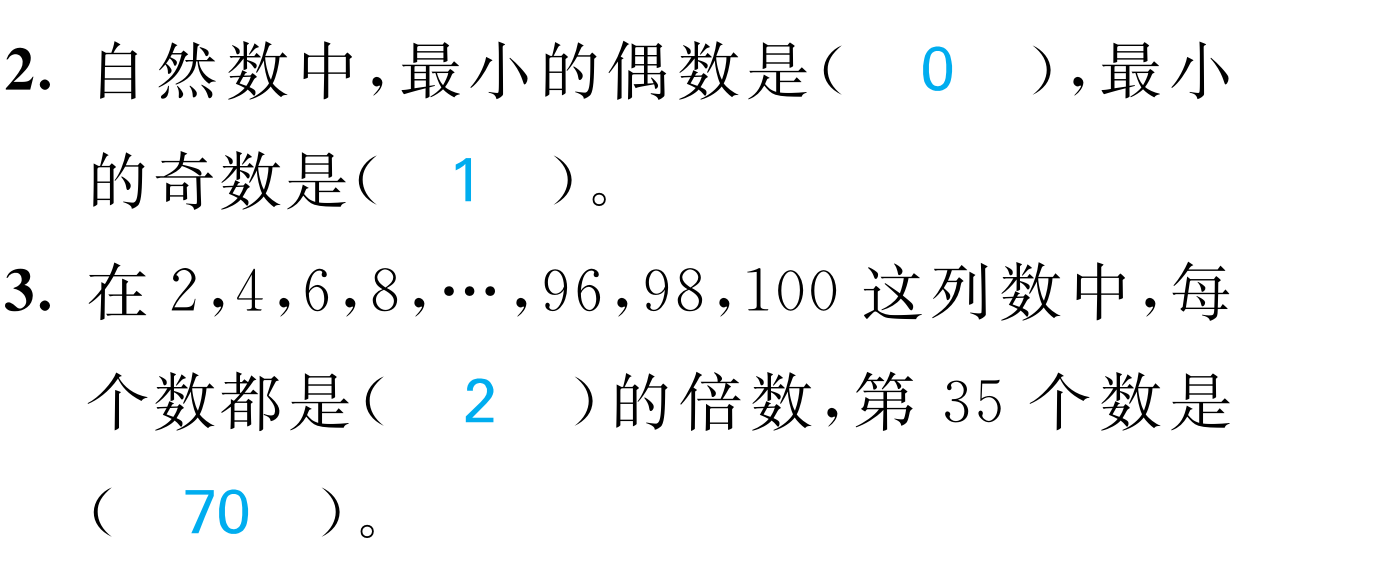 2. 自然数中,最小的偶数是( 0 ),最小
的奇数是( 1 )。
3. 在 2,4,6,8,…,96,98,100 这列数中,每
个数都是( 2 )的倍数,第 35 个数是
( 70 )。